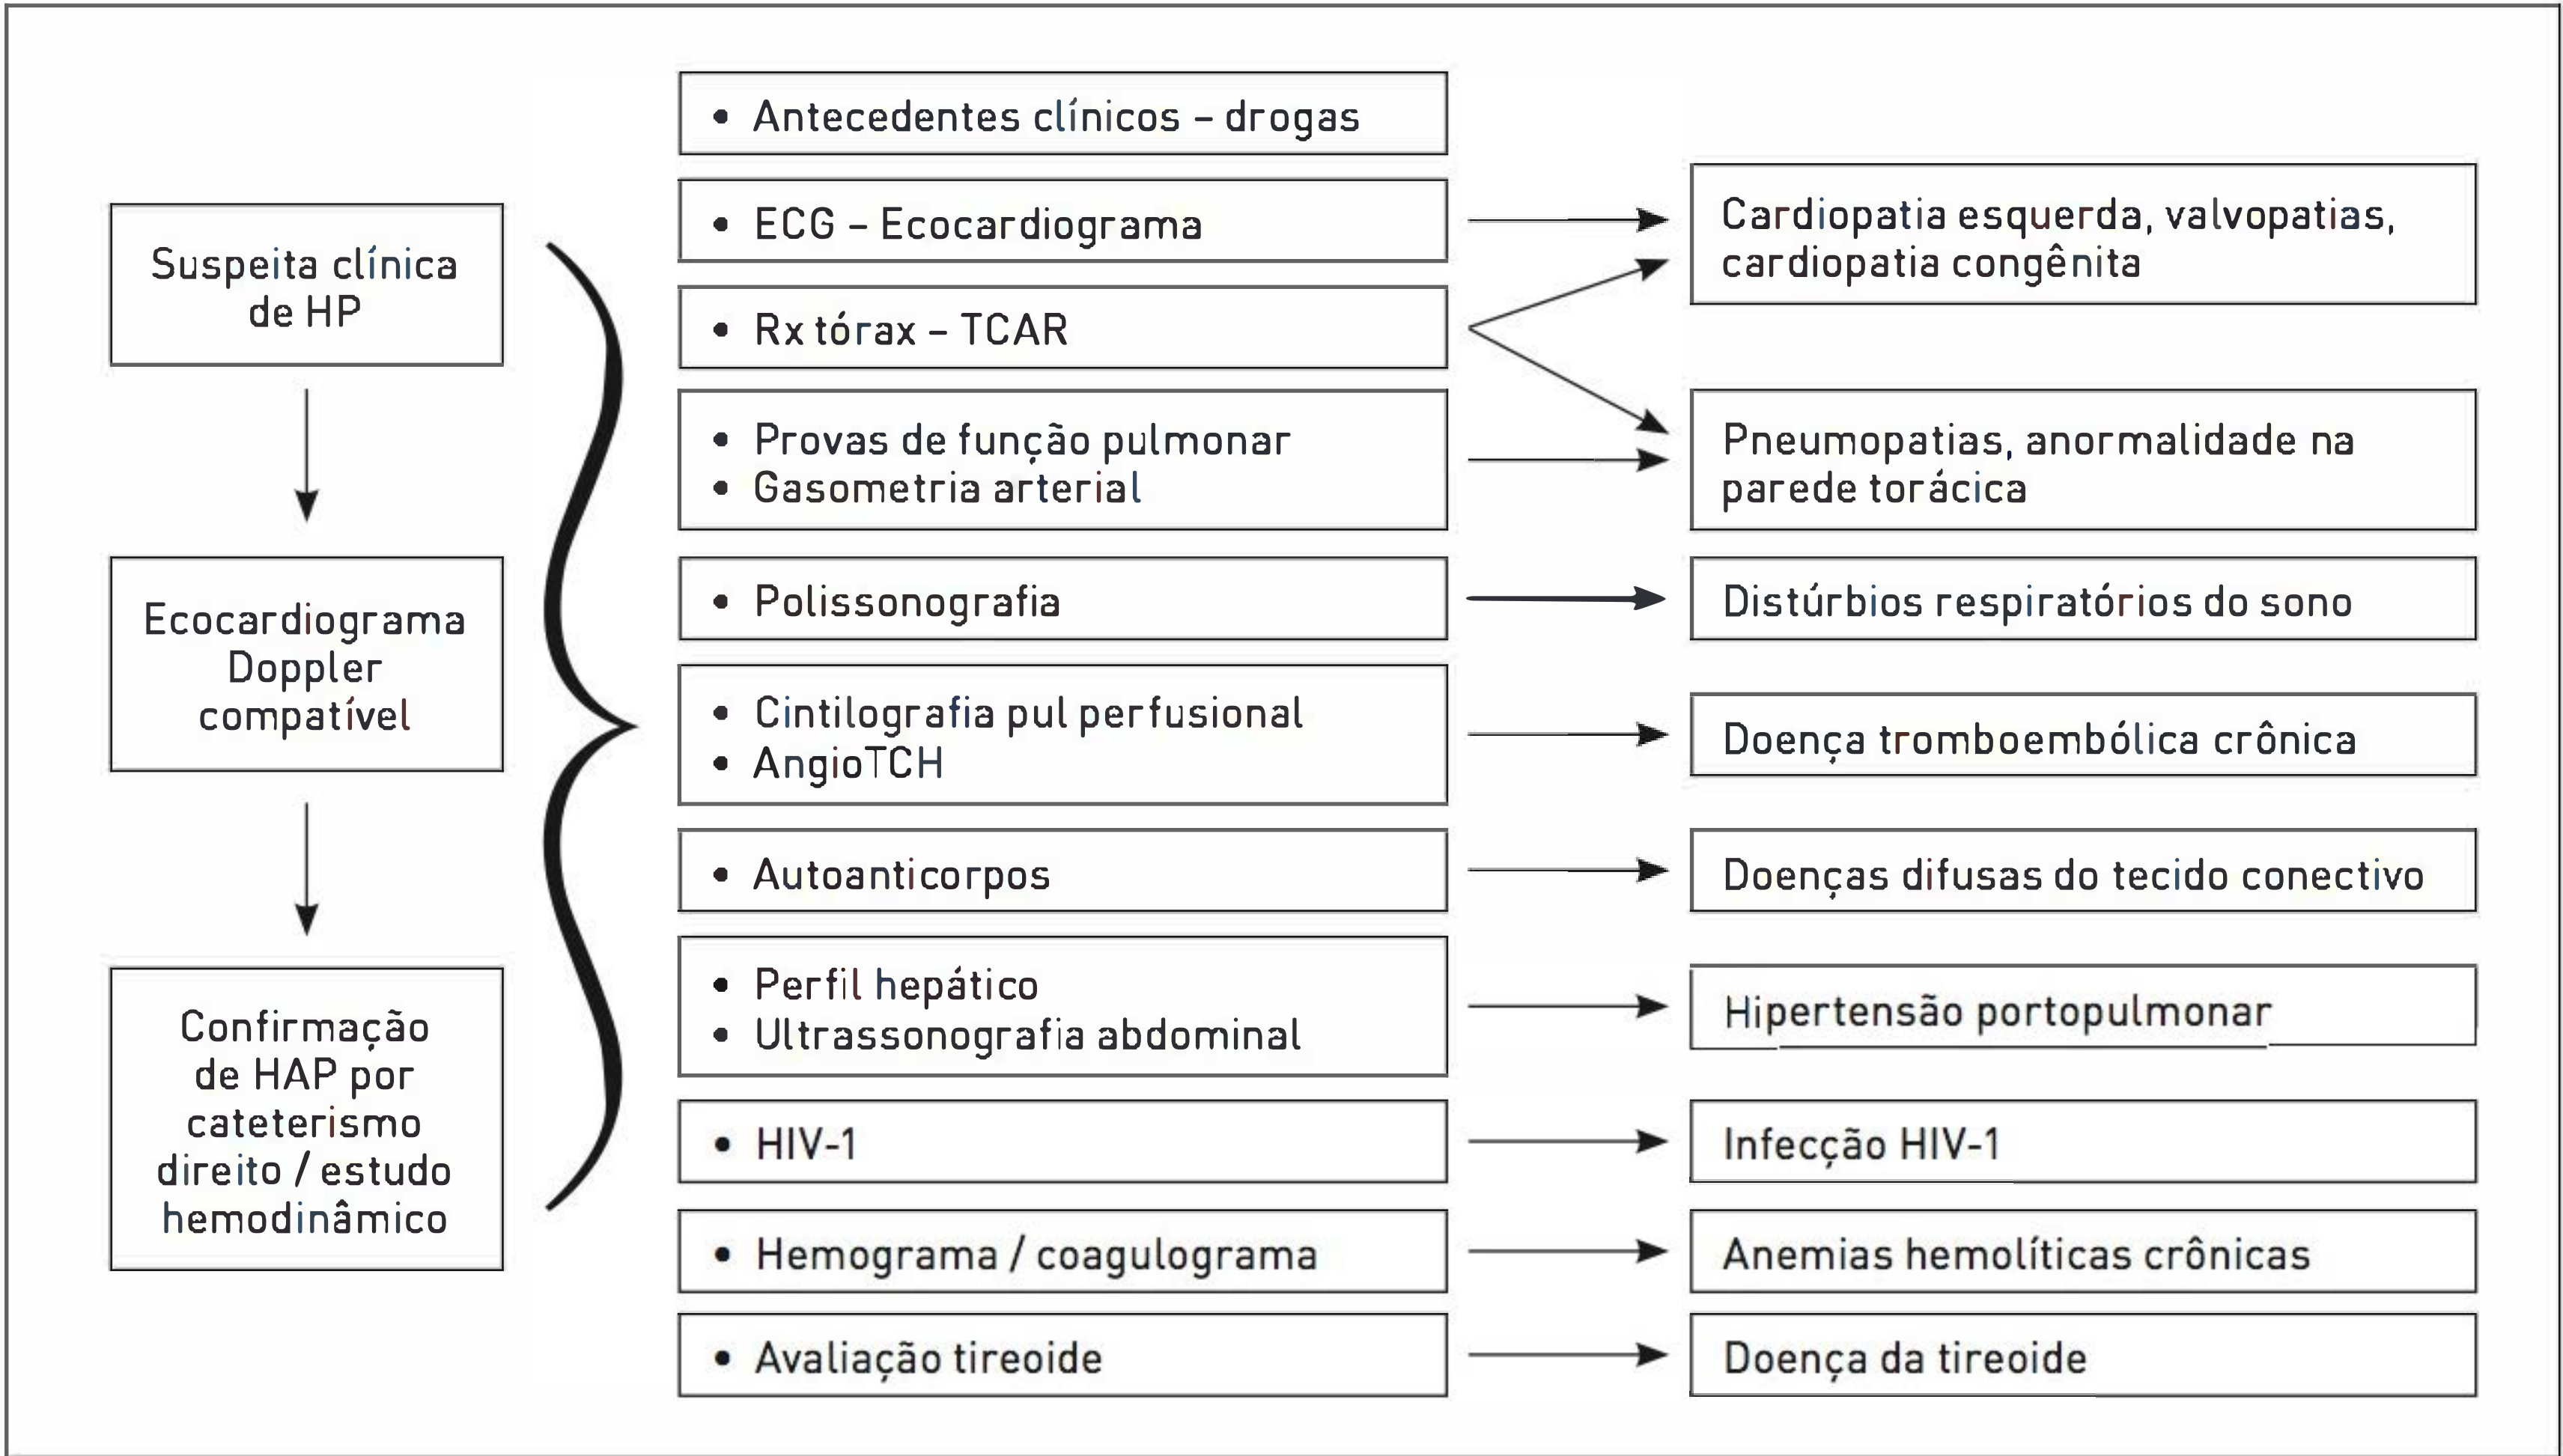 Suspeita clínica
de HP
Ecocardiograma
Doppler
compatível
Confirmação
de HAP por
cateterismo
direito / estudo
hemodinâmico
• Antecedentes clínicos – drogas
• ECG – Ecocardiograma
• Rx tórax – TCAR
• Provas de função pulmonar
• Gasometria arterial
• Polissonografia
• Cintilografia pul perfusional
• AngioTCH
• Autoanticorpos
• Perfil hepático
• Ultrassonografia abdominal
• HIV-1
• Hemograma / coagulograma
• Avaliação tireoide
Cardiopatia esquerda, valvopatias,
cardiopatia congênita
Pneumopatias, anormalidade na
parede torácica
Distúrbios respiratórios do sono
Doença tromboembólica crônica
Doenças difusas do tecido conectivo
Hipertensão portopulmonar
Infecção HIV-1
Anemias hemolíticas crônicas
Doença da tireoide